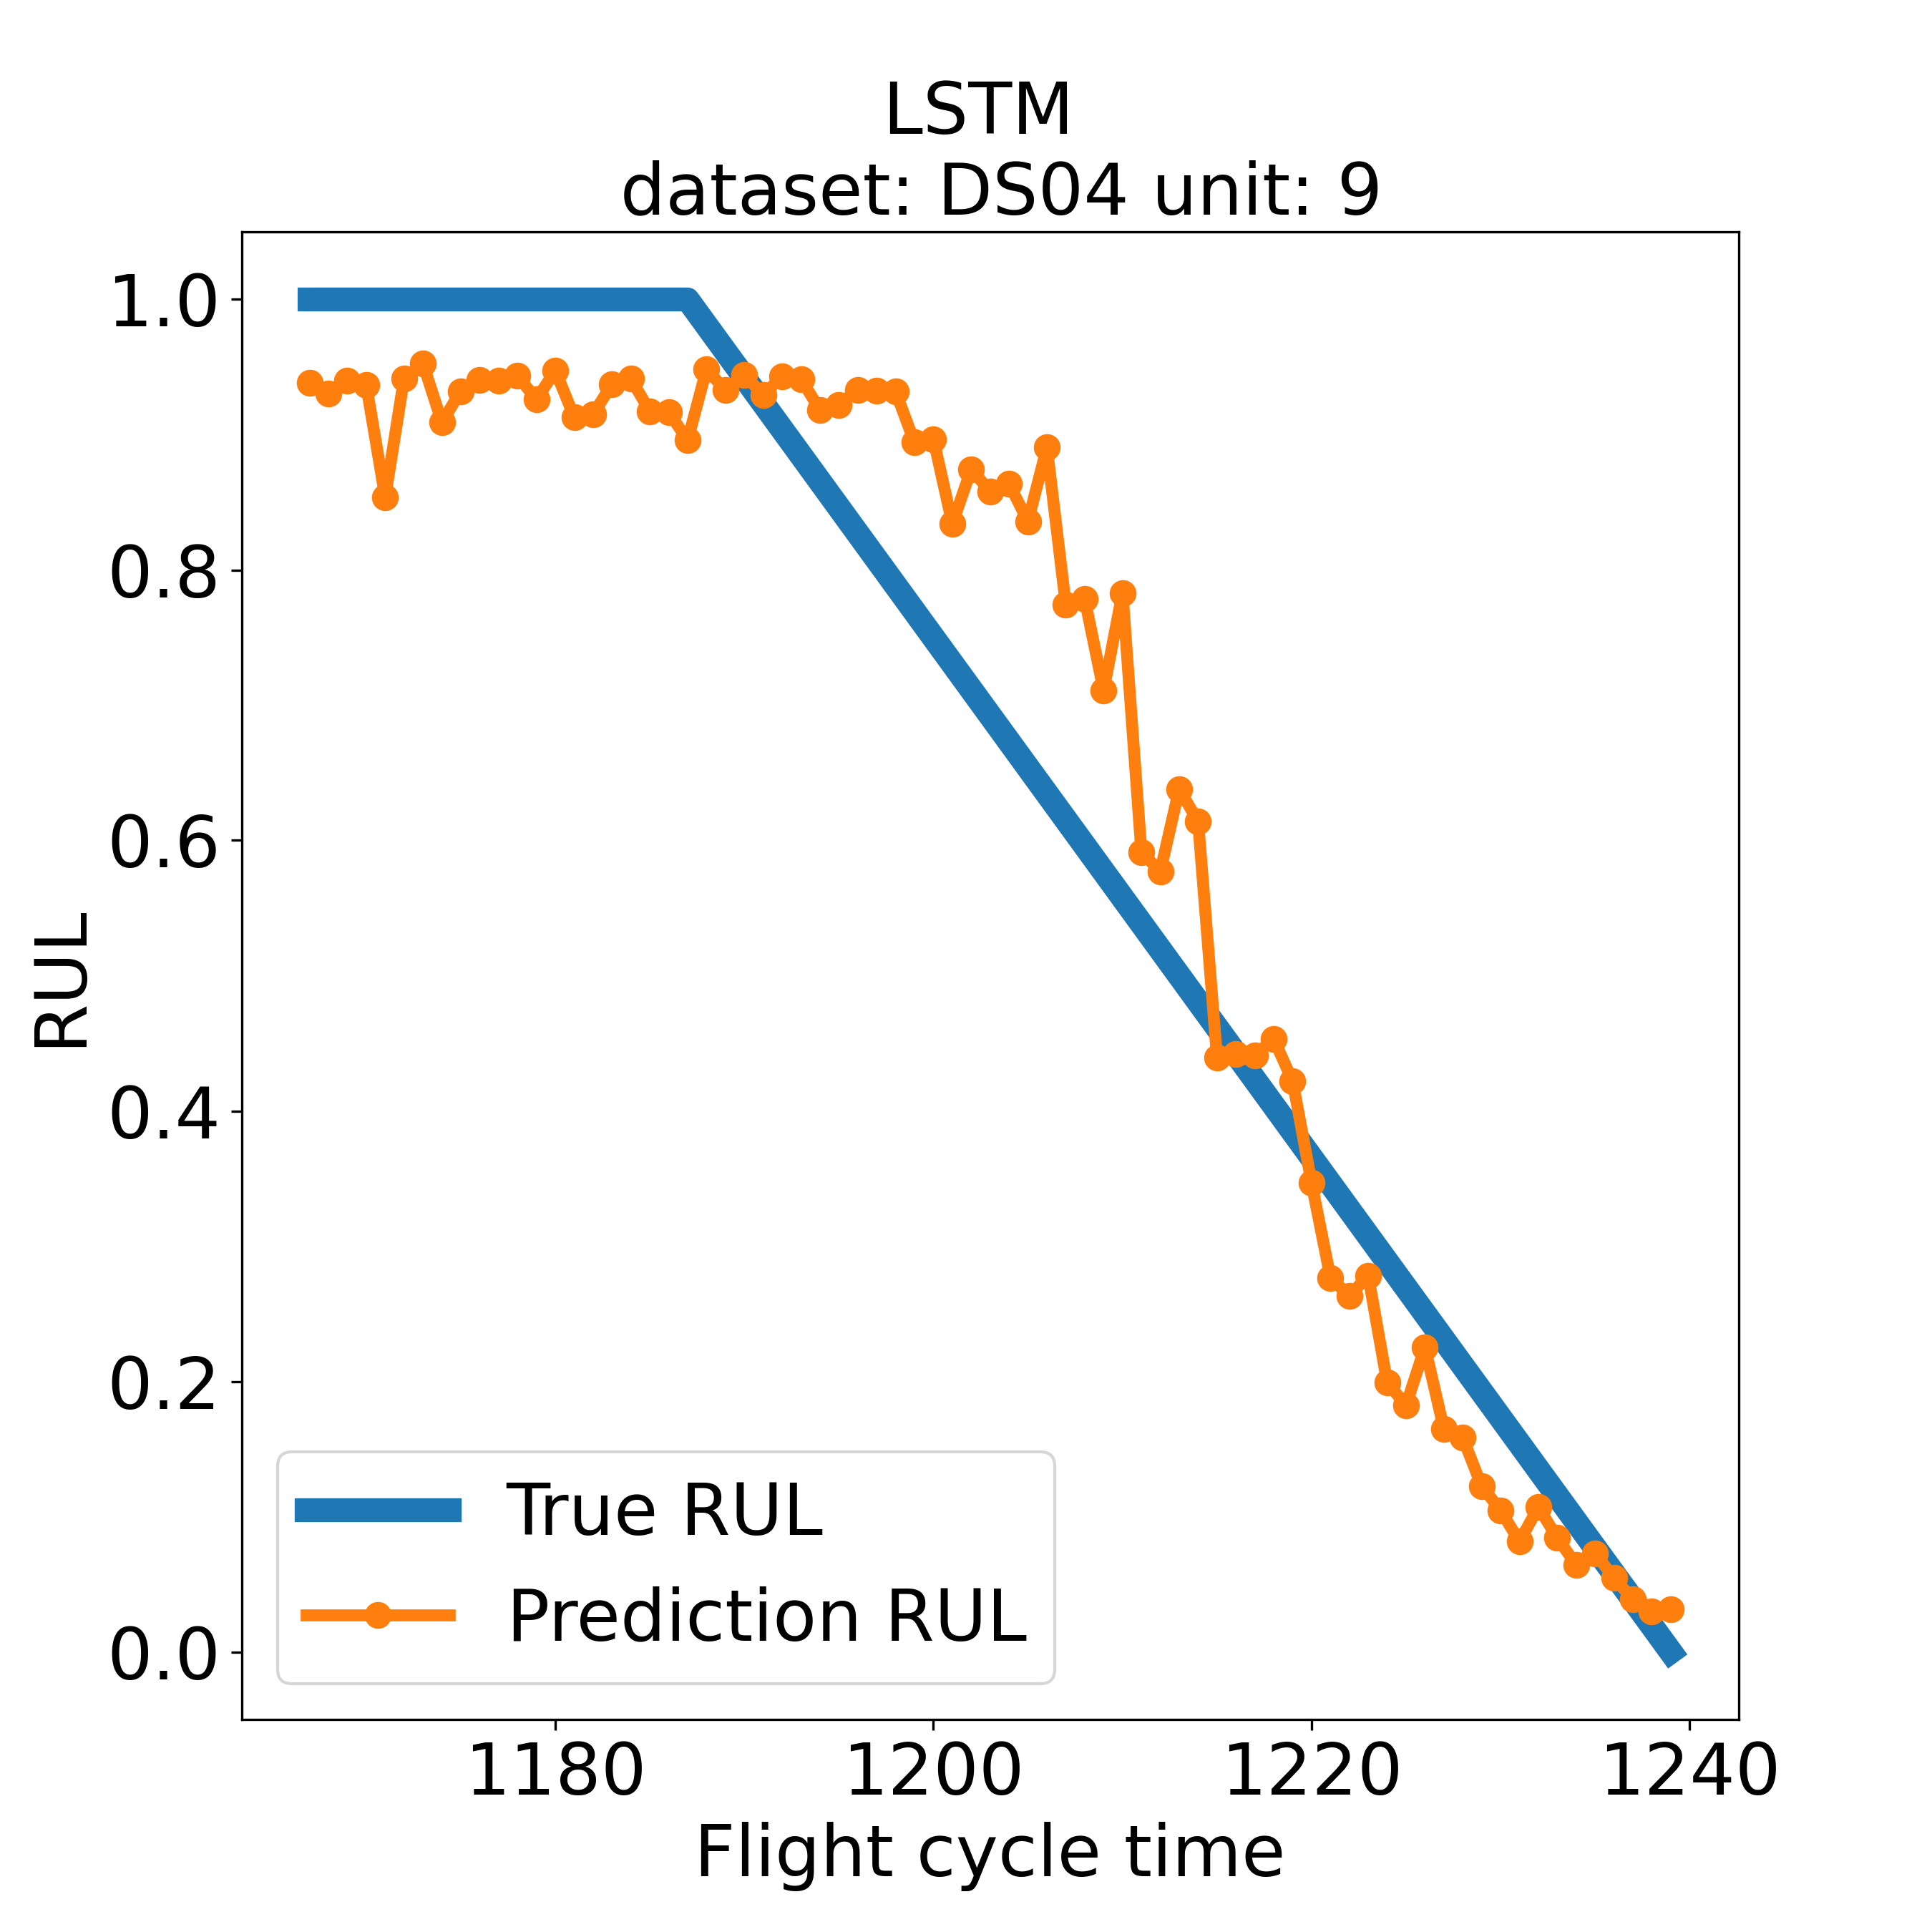 LSTM
dataset: DS04 unit: 9
1.0
0.8
0.6
0.4
0.2
0.0
RUL
True RUL
Prediction RUL
1180 1200 1220 1240
Flight cycle time